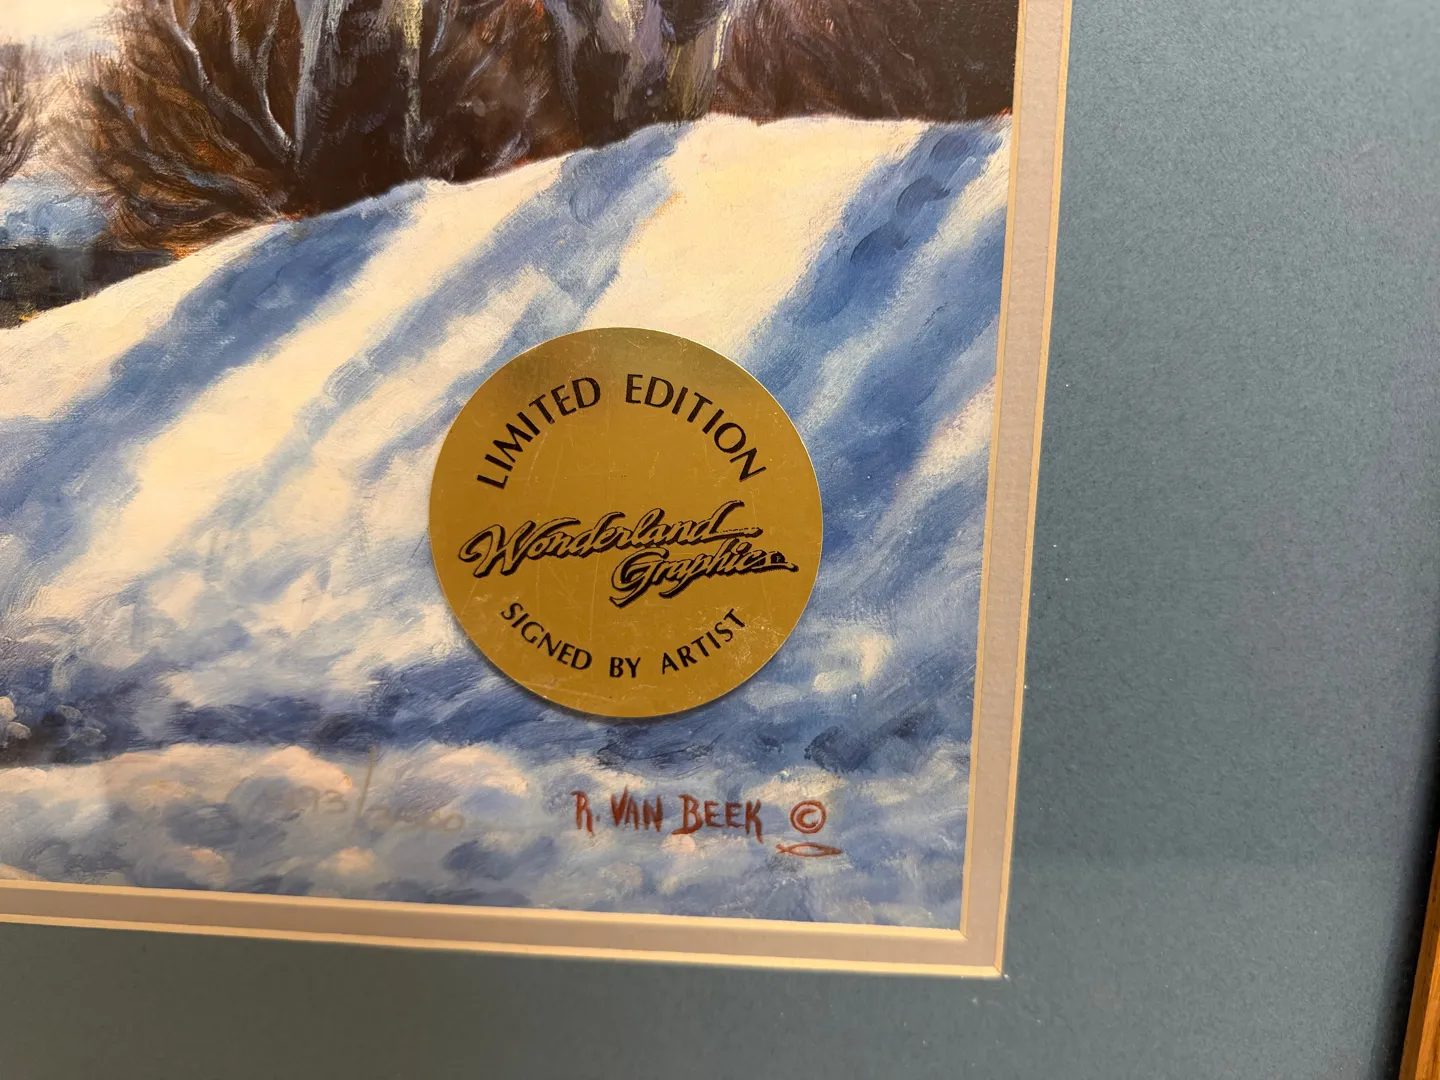 LIMITED EDITION
Wonderland
Graphics
SIGNED BY ARTIST
R. VAN BEEK ©